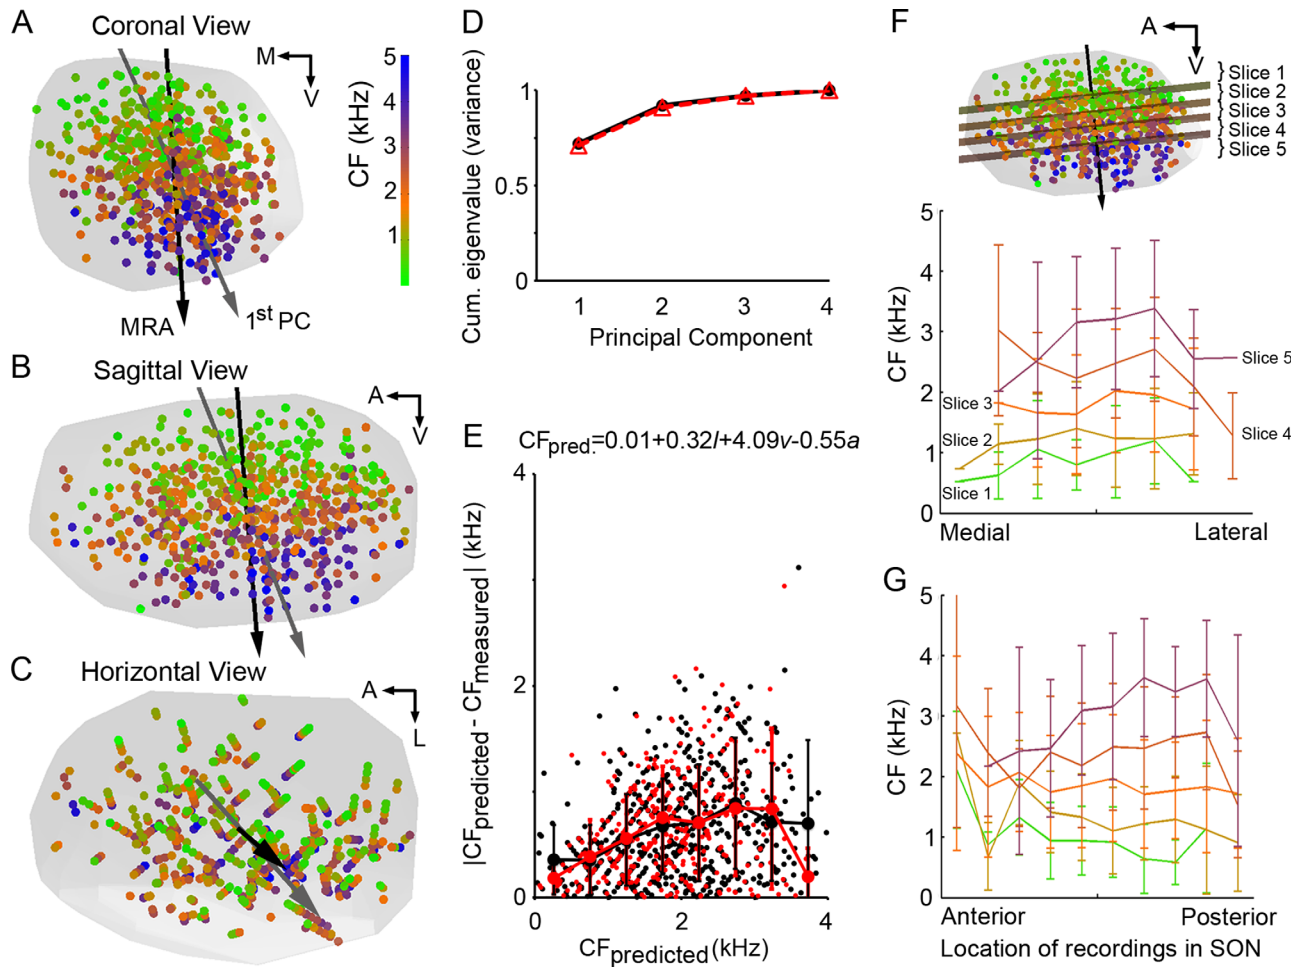 A
Coronal View
M
V
5
4
3
2
1
CF (kHz)
MRA
1st PC
B
Sagittal View
A
V
C
Horizontal View
A
L
D
Cum. eigenvalue (variance)
1
0.5
0
1 2 3 4
Principal Component
E
CFpred.=0.01+0.32l+4.09v-0.55a
|CFpredicted - CFmeasured| (kHz)
4
2
0
0 2 4
CFpredicted (kHz)
F
A
V
} Slice 1
} Slice 2
} Slice 3
} Slice 4
} Slice 5
CF (kHz)
5
4
3
2
1
0
Slice 5
Slice 3
Slice 4
Slice 2
Slice 1
Medial Lateral
G
CF (kHz)
5
4
3
2
1
0
Anterior Posterior
Location of recordings in SON